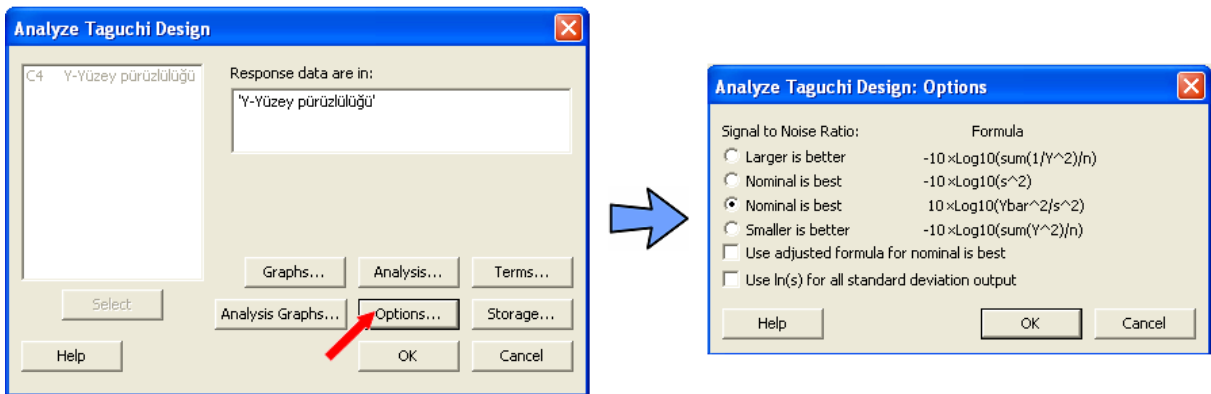 Analyze Taguchi Design
C4 Y-Yüzey pürüzlülüğü
Response data are in:
'Y-Yüzey pürüzlülüğü'
Graphs...
Analysis...
Terms...
Select
Analysis Graphs...
Options...
Storage...
Help
OK
Cancel
Analyze Taguchi Design: Options
Signal to Noise Ratio: Formula
Larger is better -10×Log10(sum(1/Y^2)/n)
Nominal is best -10×Log10(s^2)
Nominal is best 10×Log10(Ybar^2/s^2)
Smaller is better -10×Log10(sum(Y^2)/n)
Use adjusted formula for nominal is best
Use ln(s) for all standard deviation output
Help
OK
Cancel